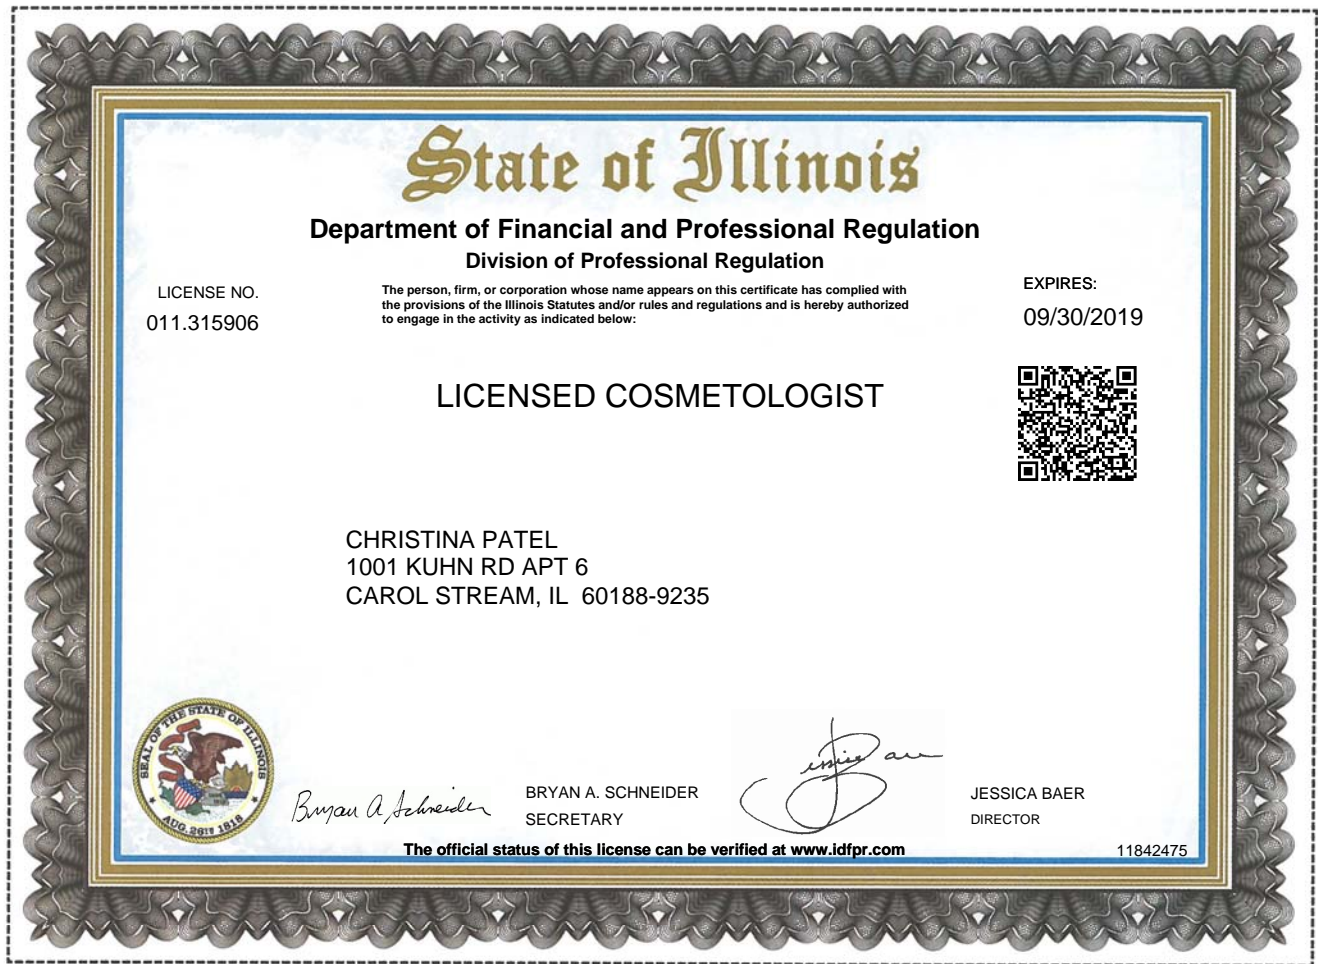 State of Illinois
Department of Financial and Professional Regulation
Division of Professional Regulation
LICENSE NO.
011.315906
The person, firm, or corporation whose name appears on this certificate has complied with
the provisions of the Illinois Statutes and/or rules and regulations and is hereby authorized
to engage in the activity as indicated below:
EXPIRES:
09/30/2019
LICENSED COSMETOLOGIST
CHRISTINA PATEL
1001 KUHN RD APT 6
CAROL STREAM, IL 60188-9235
SEAL OF THE STATE OF ILLINOIS
AUG. 26TH 1818
Bryan A Schneider
BRYAN A. SCHNEIDER
SECRETARY
JESSICA BAER
DIRECTOR
The official status of this license can be verified at www.idfpr.com
11842475